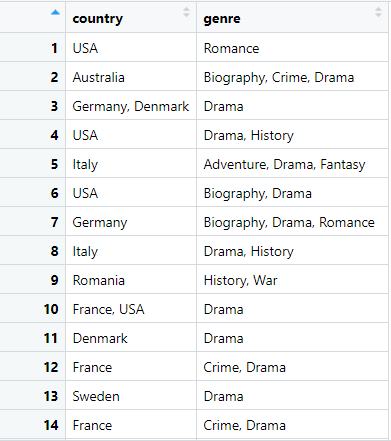 country genre
1 USA Romance
2 Australia Biography, Crime, Drama
3 Germany, Denmark Drama
4 USA Drama, History
5 Italy Adventure, Drama, Fantasy
6 USA Biography, Drama
7 Germany Biography, Drama, Romance
8 Italy Drama, History
9 Romania History, War
10 France, USA Drama
11 Denmark Drama
12 France Crime, Drama
13 Sweden Drama
14 France Crime, Drama